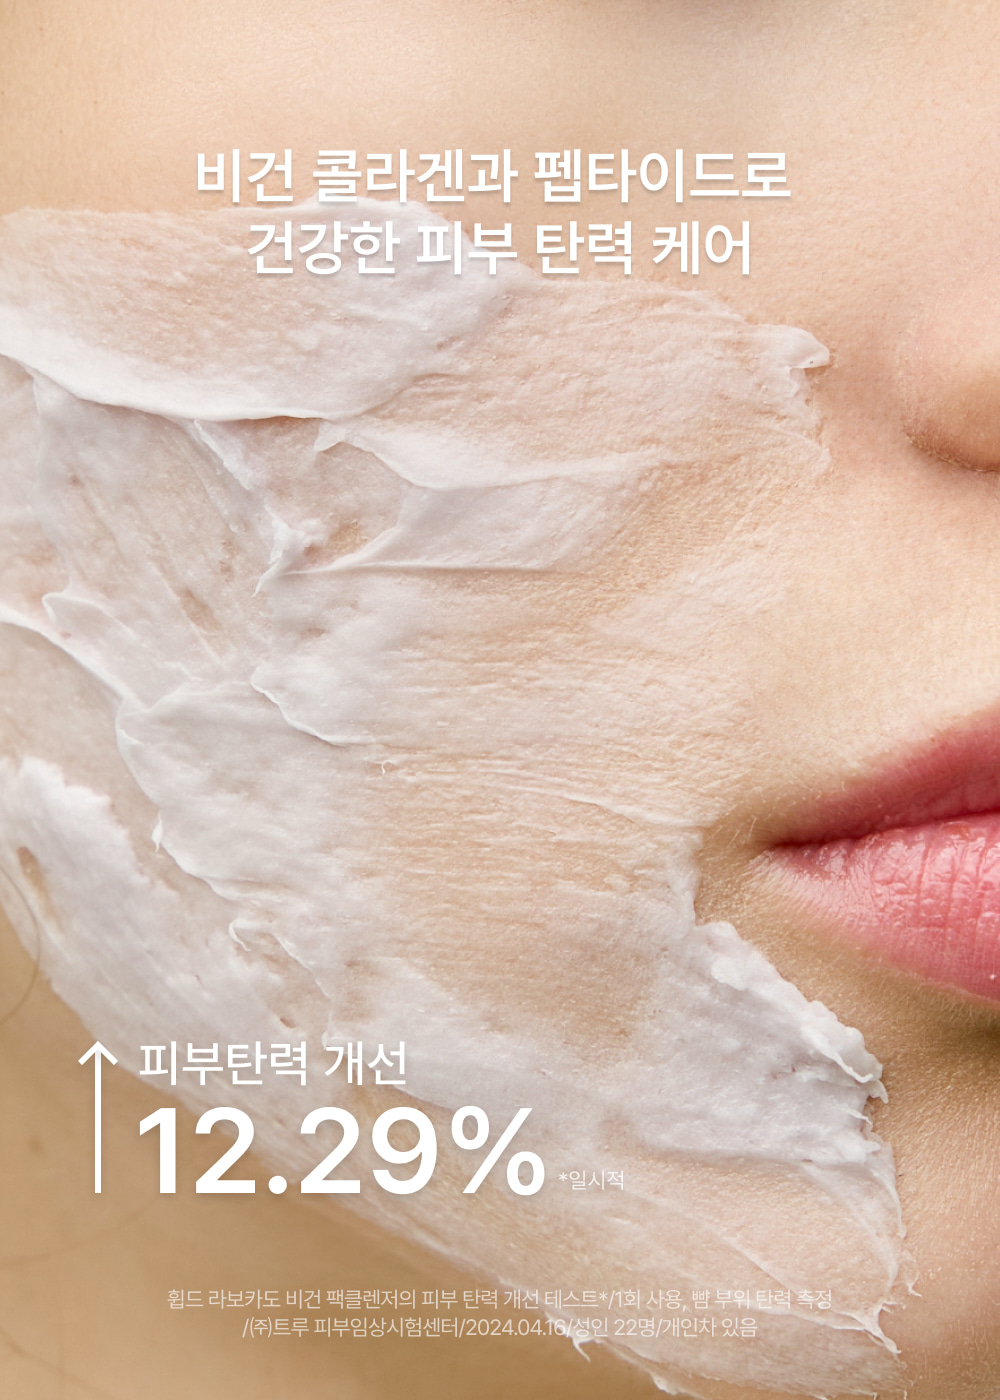 비건 콜라겐과 펩타이드로
건강한 피부 탄력 케어
피부탄력 개선
12.29% *일시적
휩드 라보카도 비건 팩클렌저의 피부 탄력 개선 테스트*/1회 사용, 뺨 부위 탄력 측정
/㈜트루 피부임상시험센터/2024.04.16/성인 22명/개인차 있음